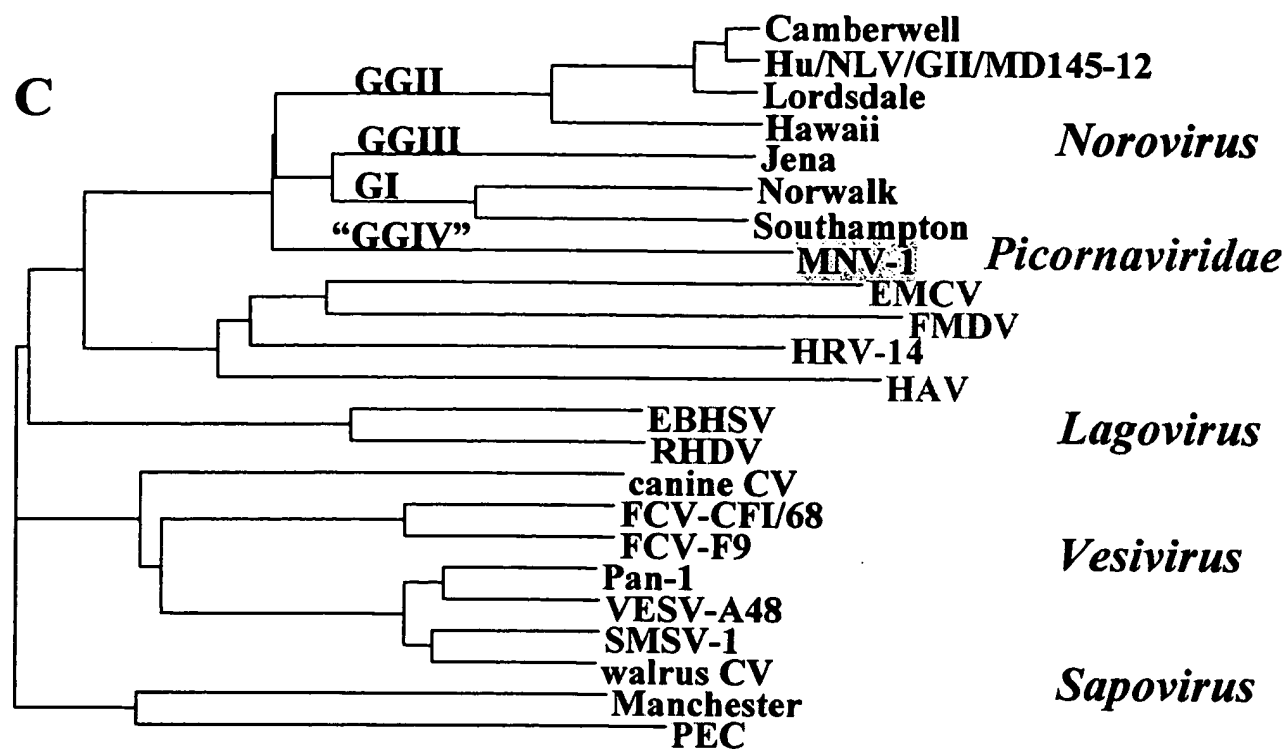 C
GGII
GGIII
GI
“GGIV”
Camberwell
Hu/NLV/GII/MD145-12
Lordsdale
Hawaii
Jena
Norwalk
Southampton
MNV-1
EMCV
FMDV
HRV-14
HAV
EBHSV
RHDV
canine CV
FCV-CFI/68
FCV-F9
Pan-1
VESV-A48
SMSV-1
walrus CV
Manchester
PEC
Norovirus
Picornaviridae
Lagovirus
Vesivirus
Sapovirus